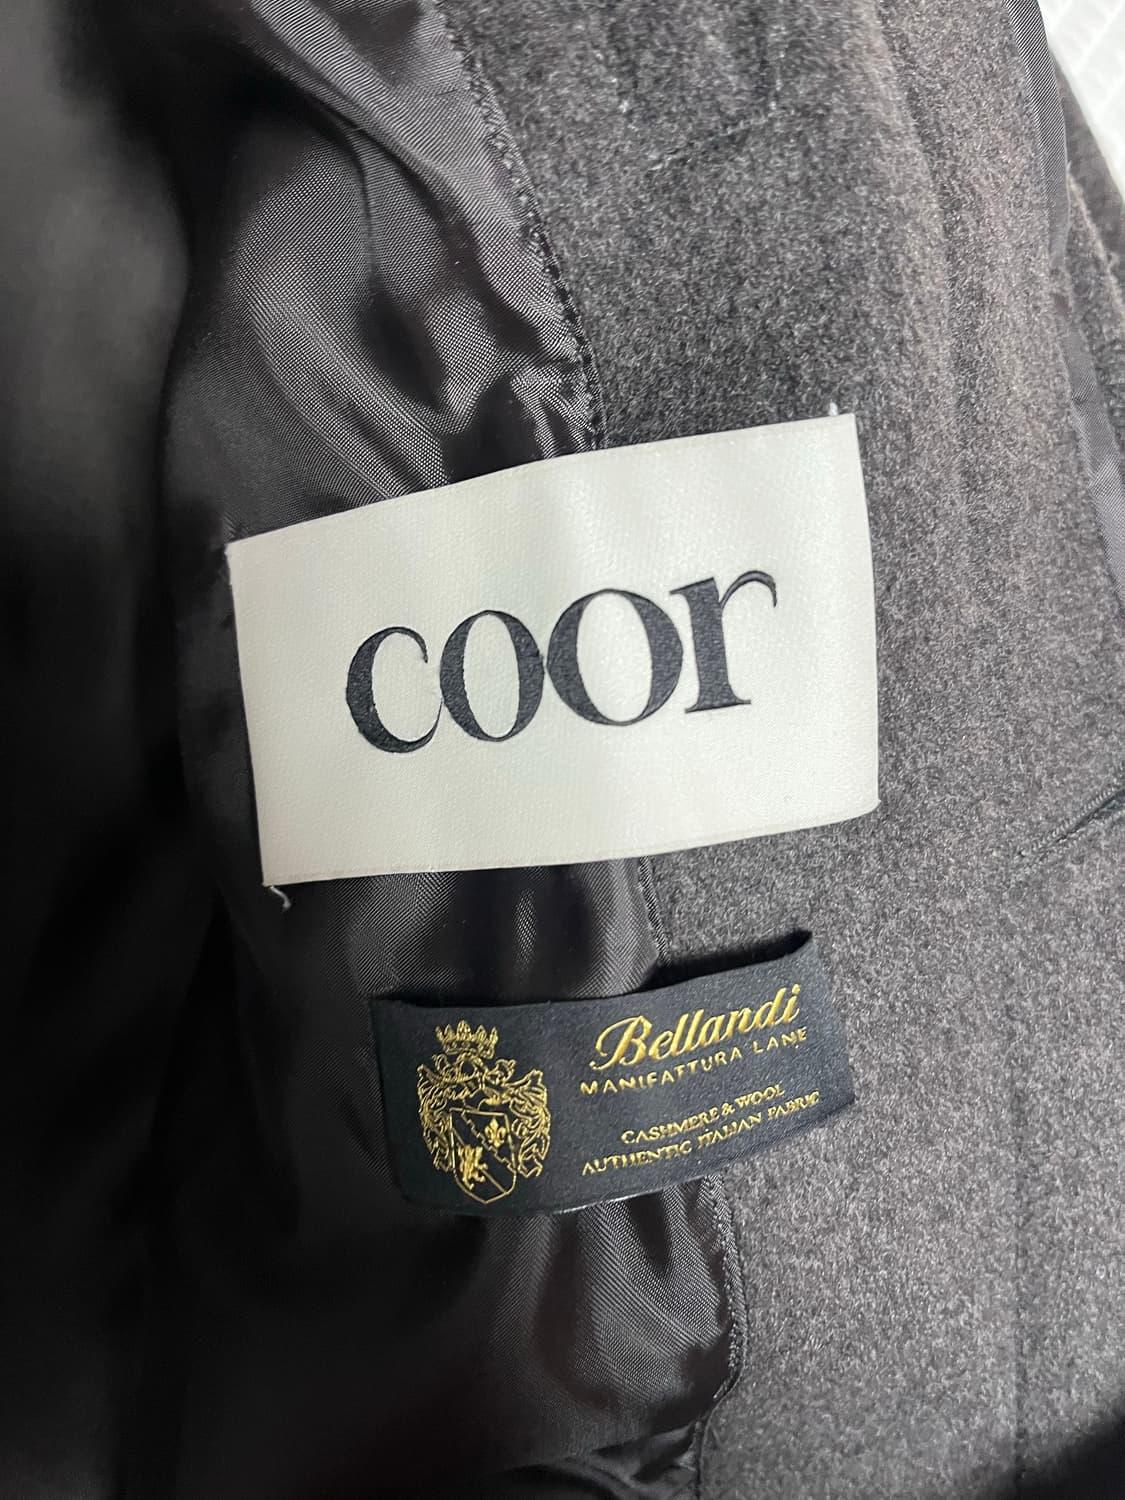 coor
Bellandi
MANIFATTURA LANE
CASHMERE & WOOL
AUTHENTIC ITALIAN FABRIC